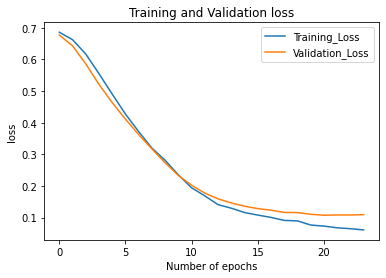 Training and Validation loss
Training_Loss
Validation_Loss
loss
0.7
0.6
0.5
0.4
0.3
0.2
0.1
0
5
10
15
20
Number of epochs